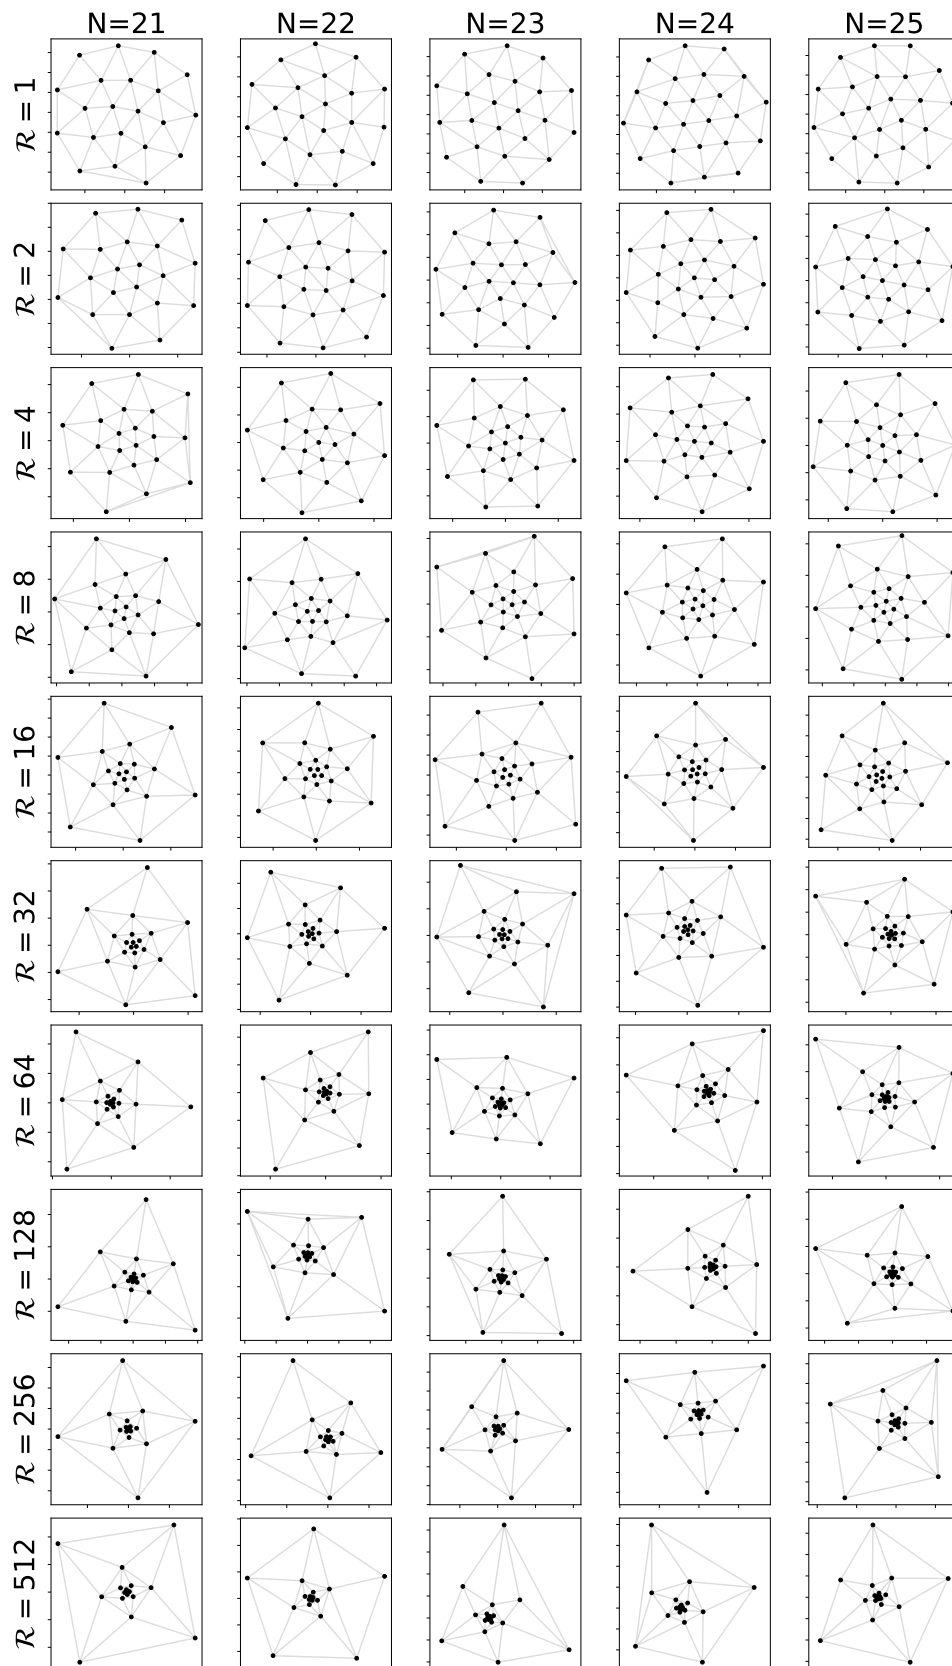 N=21 N=22 N=23 N=24 N=25
ℛ = 1
ℛ = 2
ℛ = 4
ℛ = 8
ℛ = 16
ℛ = 32
ℛ = 64
ℛ = 128
ℛ = 256
ℛ = 512